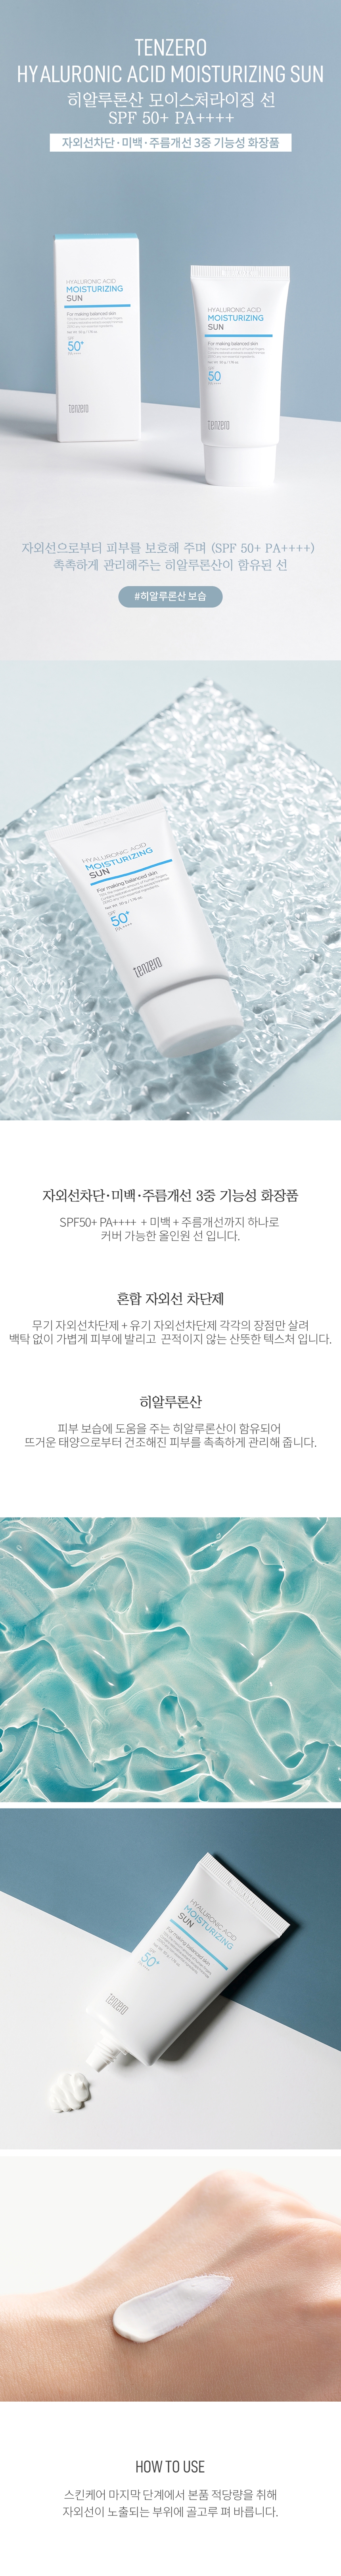 TENZERO
HYALURONIC ACID MOISTURIZING SUN
히알루론산 모이스처라이징 선
SPF 50+ PA++++
자외선차단·미백·주름개선 3중 기능성 화장품
HYALURONIC ACID
MOISTURIZING
SUN
For making balanced skin
50+
tenzero
HYALURONIC ACID
MOISTURIZING
SUN
For making balanced skin
SPF
50
tenzero
자외선으로부터 피부를 보호해 주며 (SPF 50+ PA++++)
촉촉하게 관리해주는 히알루론산이 함유된 선
#히알루론산 보습
HYALURONIC ACID
MOISTURIZING
SUN
For making balanced skin
SPF
50+
PA++++
tenzero
자외선차단·미백·주름개선 3중 기능성 화장품
SPF50+ PA++++ + 미백 + 주름개선까지 하나로
커버 가능한 올인원 선 입니다.
혼합 자외선 차단제
무기 자외선차단제 + 유기 자외선차단제 각각의 장점만 살려
백탁 없이 가볍게 피부에 발리고 끈적이지 않는 산뜻한 텍스처 입니다.
히알루론산
피부 보습에 도움을 주는 히알루론산이 함유되어
뜨거운 태양으로부터 건조해진 피부를 촉촉하게 관리해 줍니다.
HYALURONIC ACID
MOISTURIZING
SUN
For making balanced skin
50+
tenzero
HOW TO USE
스킨케어 마지막 단계에서 본품 적당량을 취해
자외선이 노출되는 부위에 골고루 펴 바릅니다.